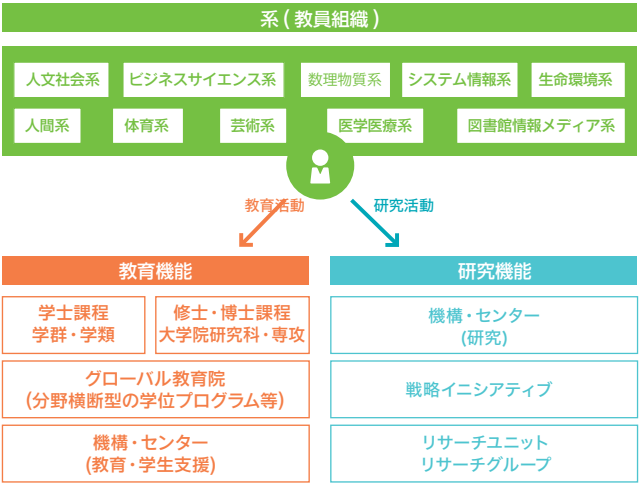 系(教員組織)
人文社会系
ビジネスサイエンス系
数理物質系
システム情報系
生命環境系
人間系
体育系
芸術系
医学医療系
図書館情報メディア系
教育活動
研究活動
教育機能
研究機能
学士課程
学群・学類
修士・博士課程
大学院研究科・専攻
機構・センター
(研究)
グローバル教育院
(分野横断型の学位プログラム等)
戦略イニシアティブ
機構・センター
(教育・学生支援)
リサーチユニット
リサーチグループ